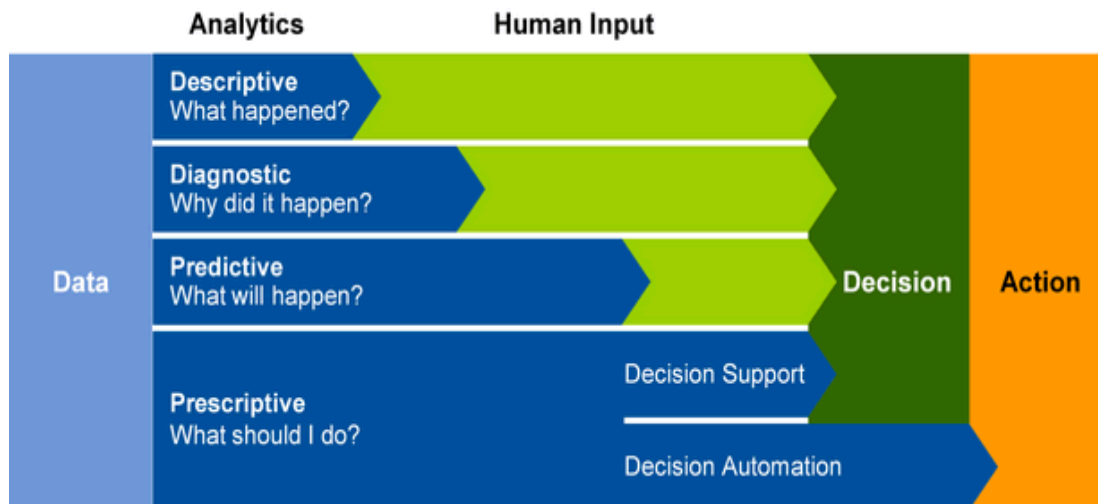 Analytics
Human Input
Descriptive
What happened?
Diagnostic
Why did it happen?
Predictive
What will happen?
Data
Decision
Action
Decision Support
Prescriptive
What should I do?
Decision Automation